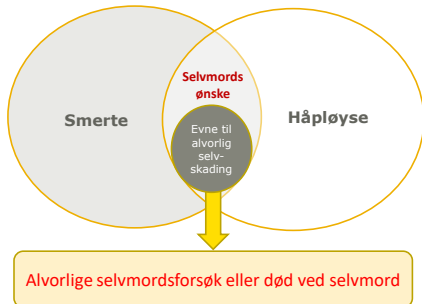 Selvmords
ønske
Smerte
Håpløyse
Evne til
alvorlig
selv-
skading
Alvorlige selvmordsforsøk eller død ved selvmord